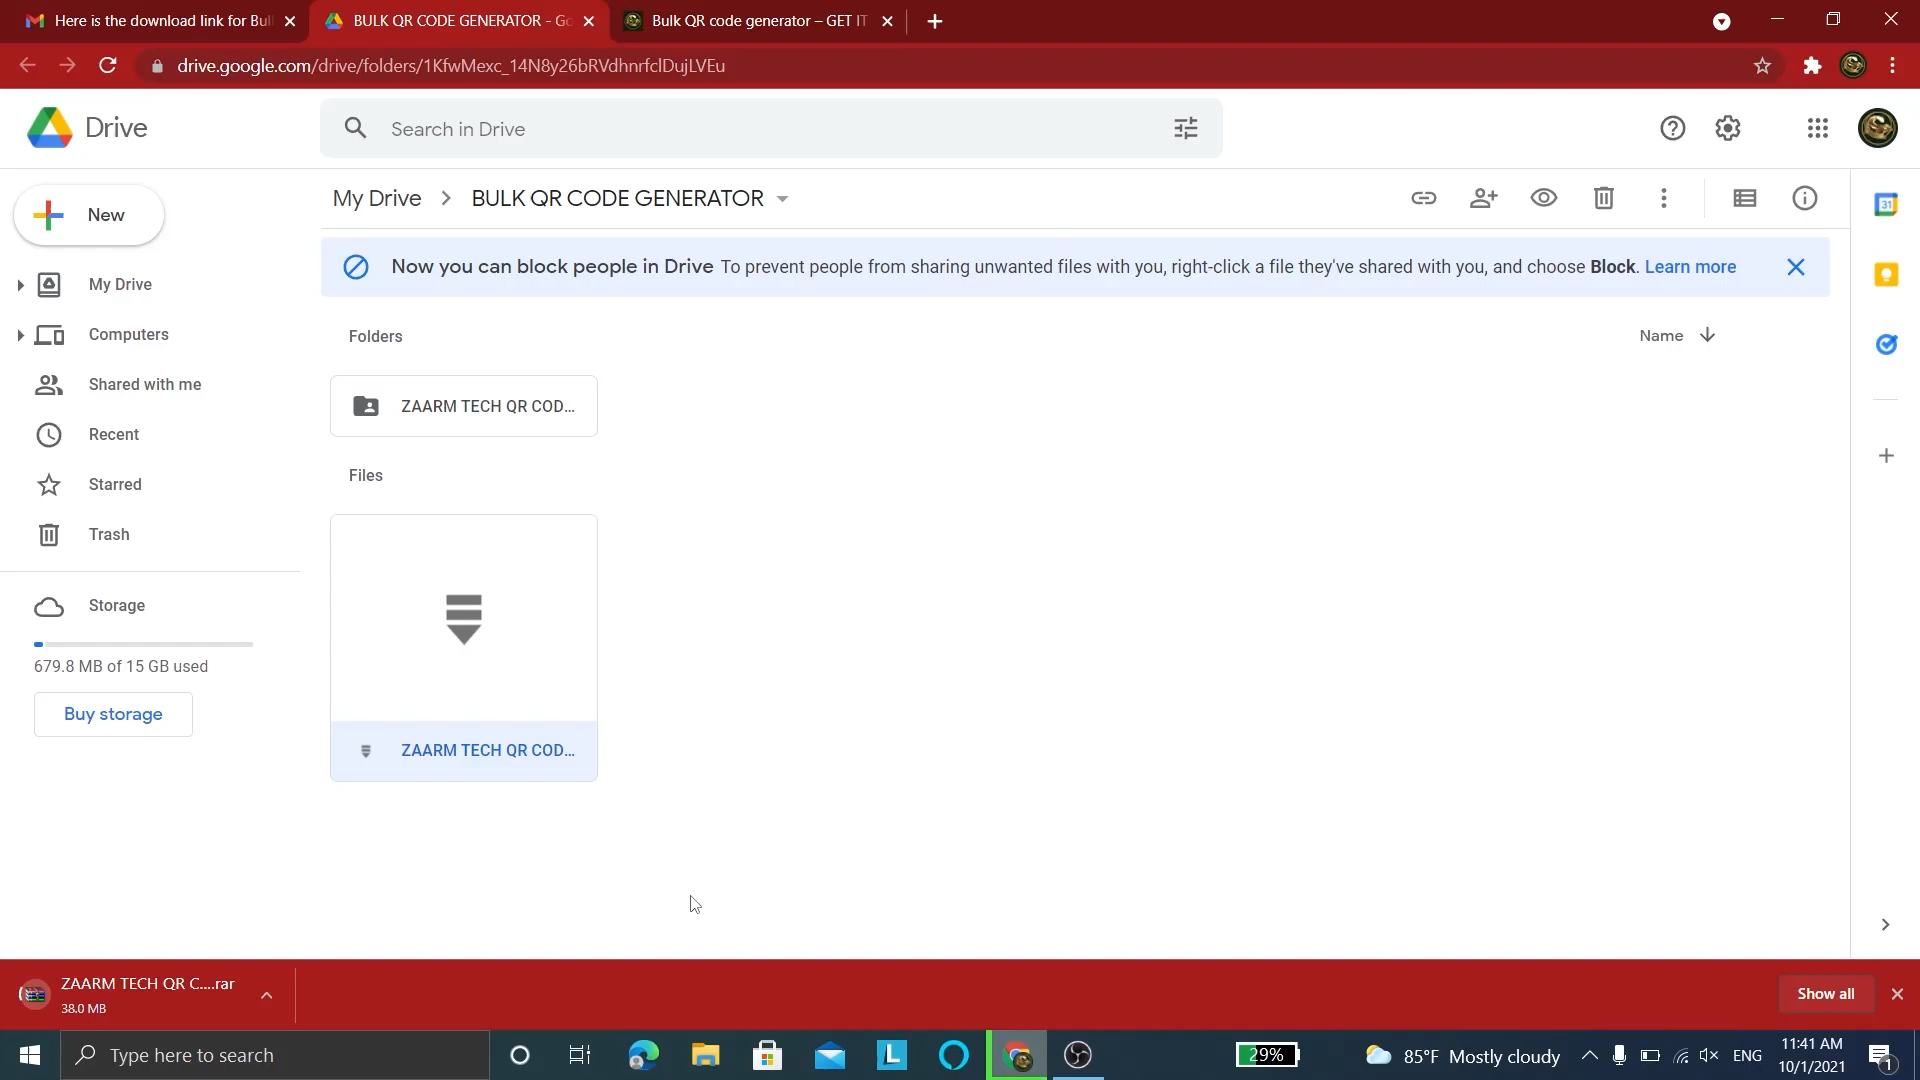 Here is the download link for Bul
BULK QR CODE GENERATOR - Go
Bulk QR code generator – GET IT
drive.google.com/drive/folders/1KfwMexc_14N8y26bRVdhnrfclDujLVEu
Drive
Search in Drive
New
My Drive
BULK QR CODE GENERATOR
Now you can block people in Drive To prevent people from sharing unwanted files with you, right-click a file they've shared with you, and choose Block. Learn more
My Drive
Computers
Shared with me
Recent
Starred
Trash
Storage
679.8 MB of 15 GB used
Buy storage
Folders
Name
ZAARM TECH QR COD...
Files
ZAARM TECH QR COD...
31
ZAARM TECH QR C....rar
38.0 MB
Show all
Type here to search
L
29%
85°F Mostly cloudy
ENG
11:41 AM
10/1/2021
1